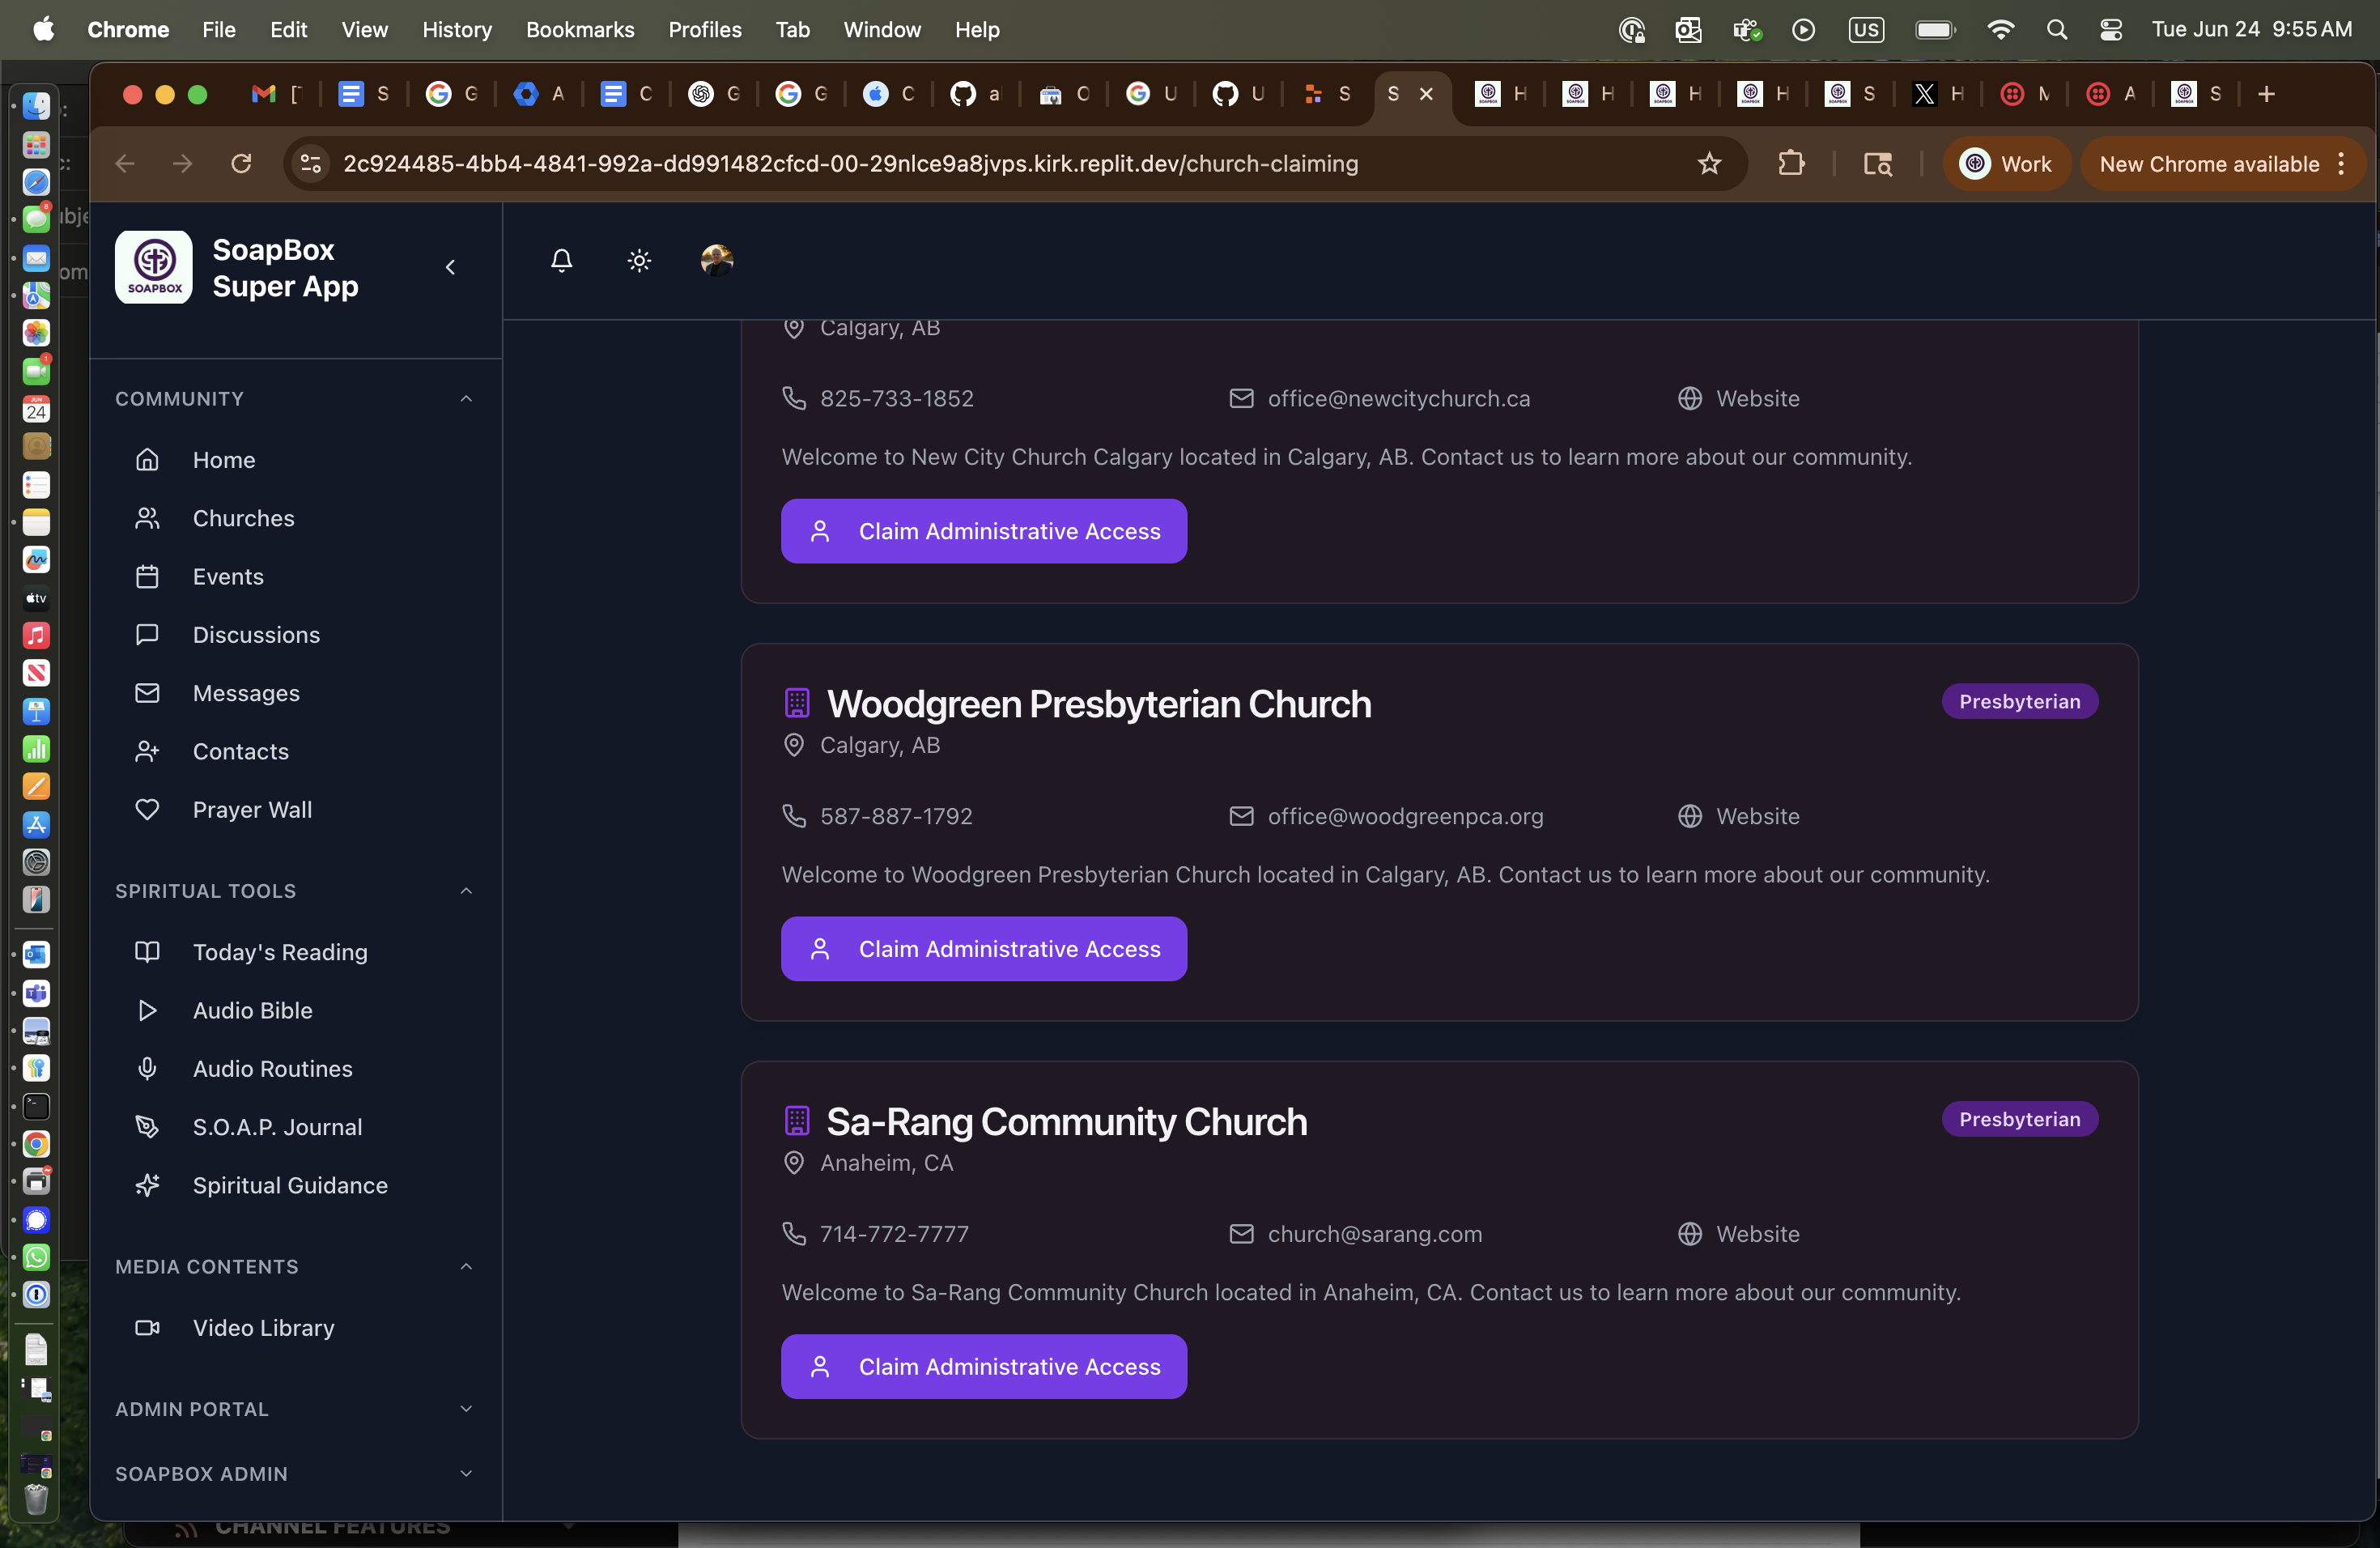 Chrome File Edit View History Bookmarks Profiles Tab Window Help US Tue Jun 24 9:55 AM
S G A C G G C a C U U S S H H H H S H M A S
2c924485-4bb4-4841-992a-dd991482cfcd-00-29nlce9a8jvps.kirk.replit.dev/church-claiming Work New Chrome available
SOAPBOX
SoapBox
Super App
COMMUNITY
Home
Churches
Events
Discussions
Messages
Contacts
Prayer Wall
SPIRITUAL TOOLS
Today's Reading
Audio Bible
Audio Routines
S.O.A.P. Journal
Spiritual Guidance
MEDIA CONTENTS
Video Library
ADMIN PORTAL
SOAPBOX ADMIN
Calgary, AB
825-733-1852 office@newcitychurch.ca Website
Welcome to New City Church Calgary located in Calgary, AB. Contact us to learn more about our community.
Claim Administrative Access
Woodgreen Presbyterian Church Presbyterian
Calgary, AB
587-887-1792 office@woodgreenpca.org Website
Welcome to Woodgreen Presbyterian Church located in Calgary, AB. Contact us to learn more about our community.
Claim Administrative Access
Sa-Rang Community Church Presbyterian
Anaheim, CA
714-772-7777 church@sarang.com Website
Welcome to Sa-Rang Community Church located in Anaheim, CA. Contact us to learn more about our community.
Claim Administrative Access
CHANNEL FEATURES
JUN
24
tv